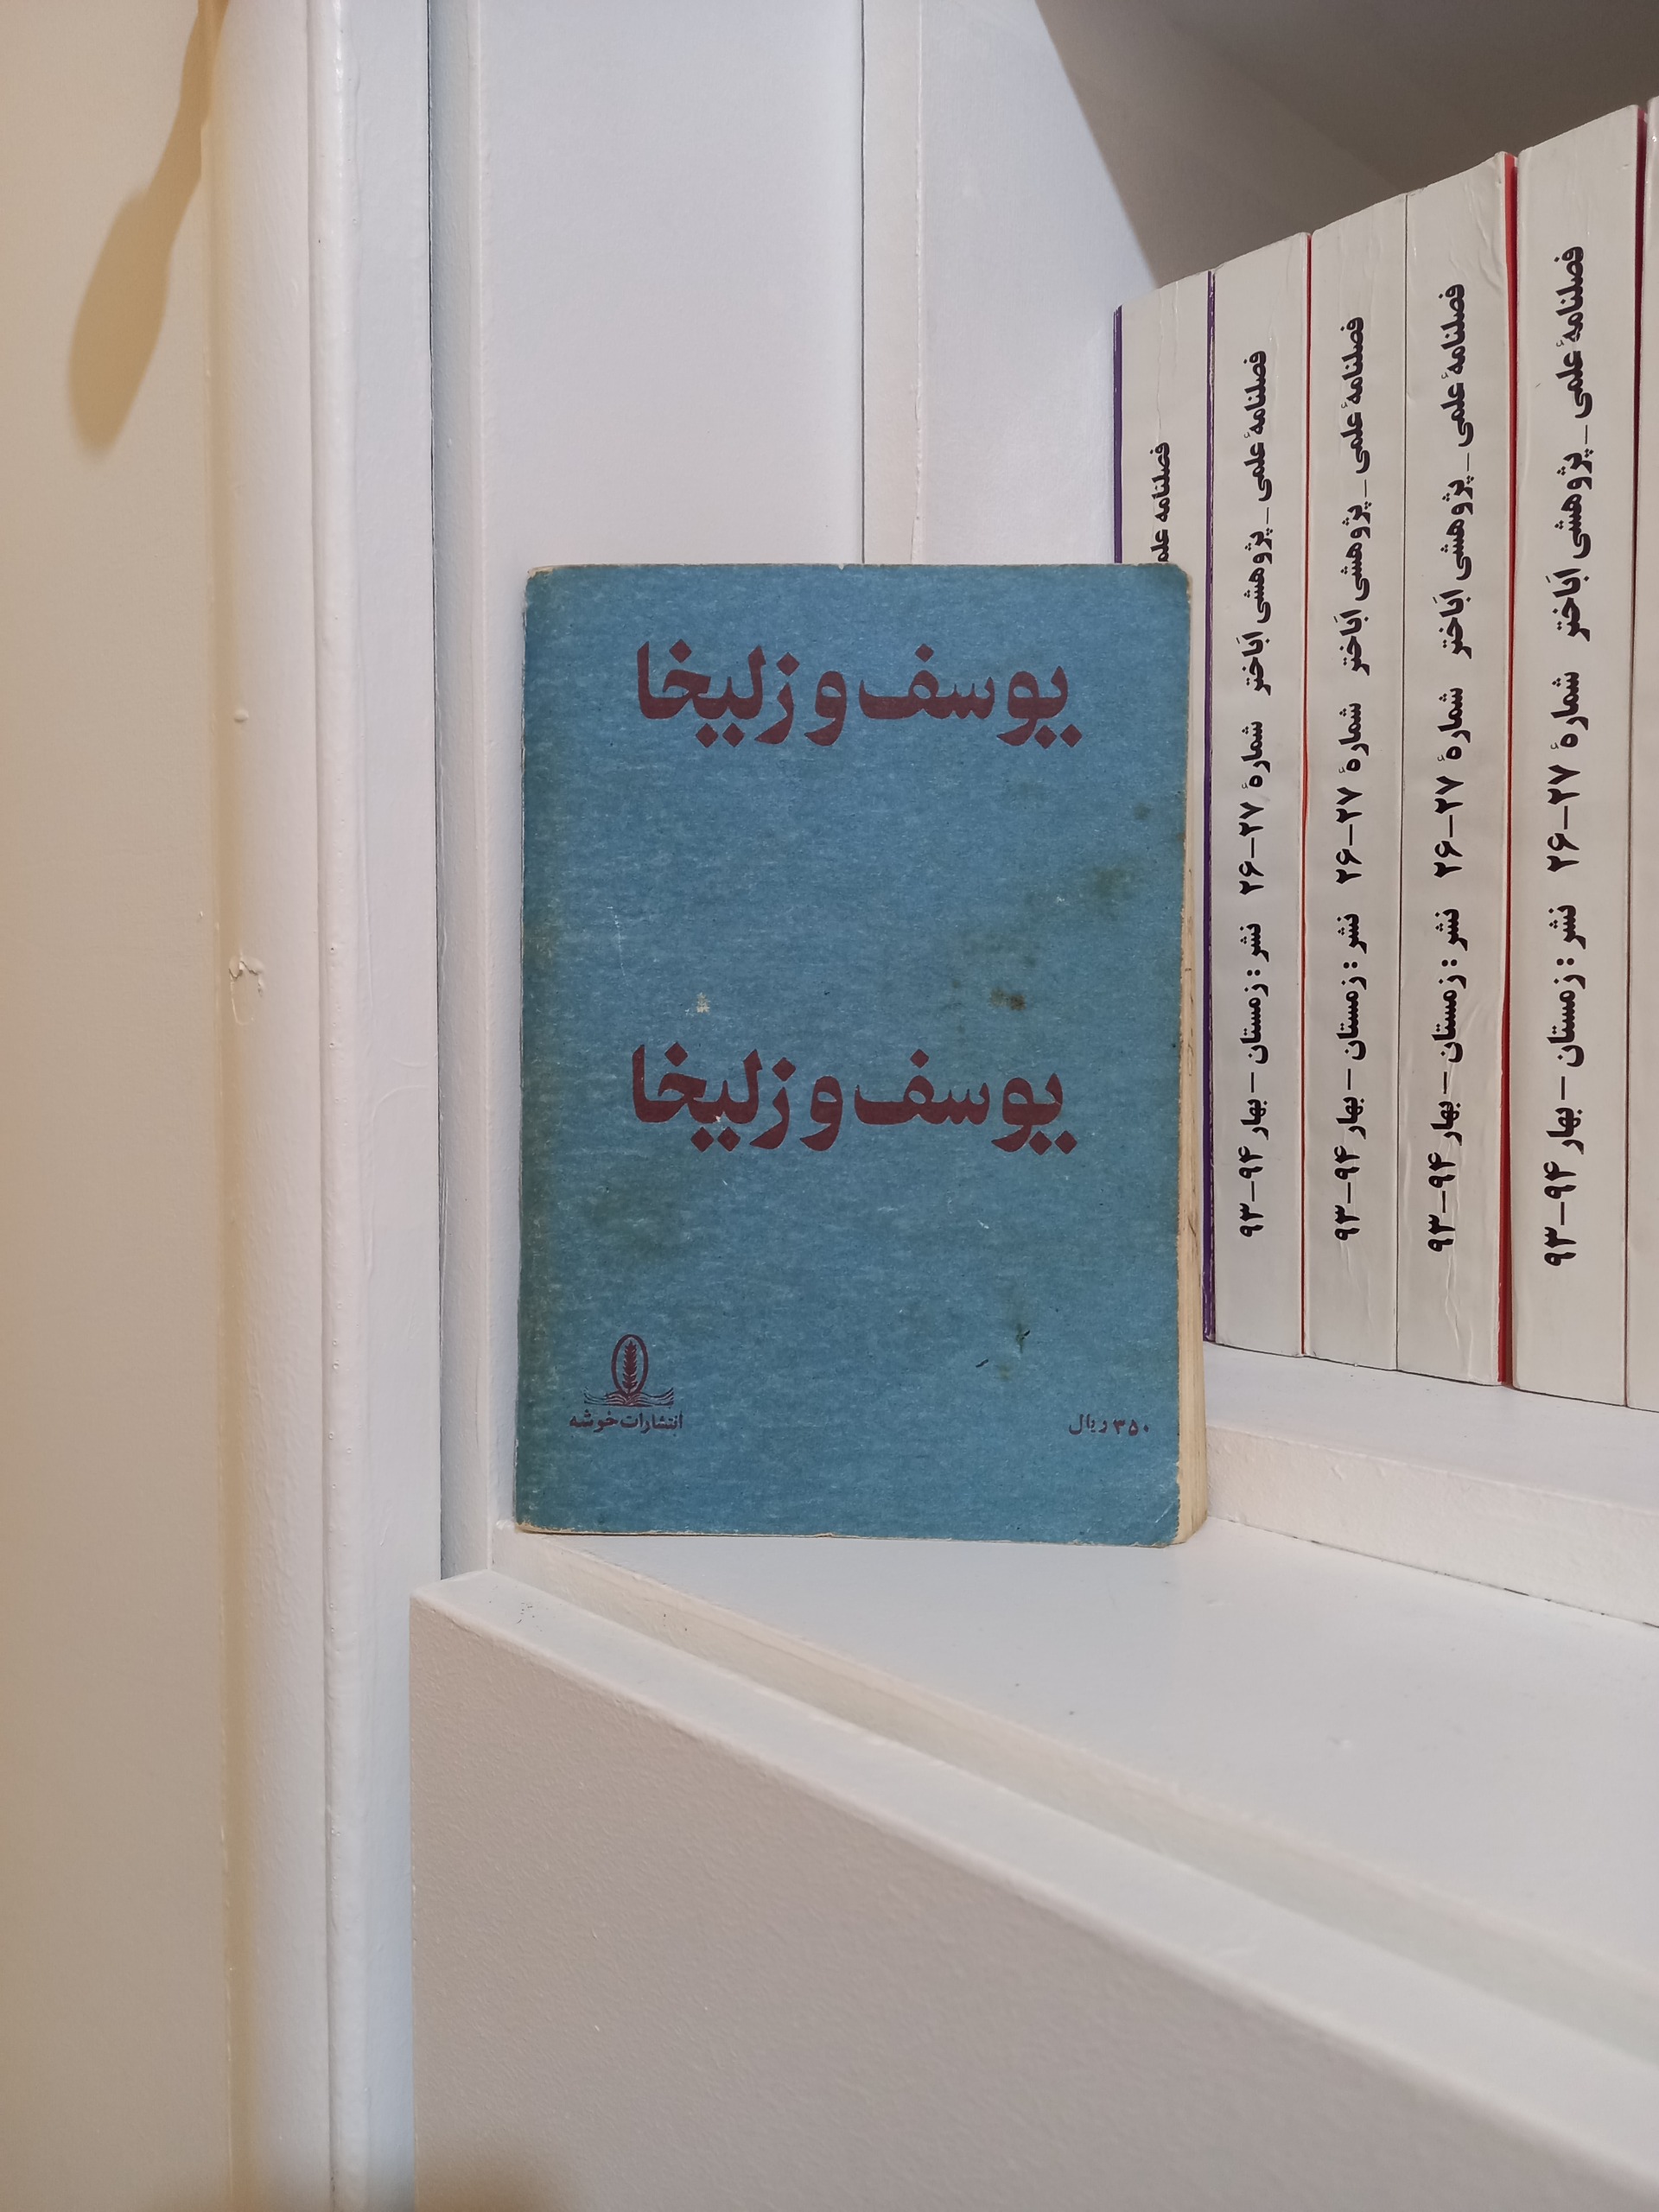 یوسف و زلیخا
یوسف و زلیخا
انتشارات خوشه
۳۵۰ ریال
فصلنامه علم
فصلنامهٔ علمی _ پژوهشی اَباختر شمارهٔ ۲۷-۲۶ نشر : زمستان - بهار ۹۴-۹۳
فصلنامهٔ علمی _ پژوهشی اَباختر شمارهٔ ۲۷-۲۶ نشر : زمستان - بهار ۹۴-۹۳
فصلنامهٔ علمی _ پژوهشی اَباختر شمارهٔ ۲۷-۲۶ نشر : زمستان - بهار ۹۴-۹۳
فصلنامهٔ علمی _ پژوهشی اَباختر شمارهٔ ۲۷-۲۶ نشر : زمستان - بهار ۹۴-۹۳